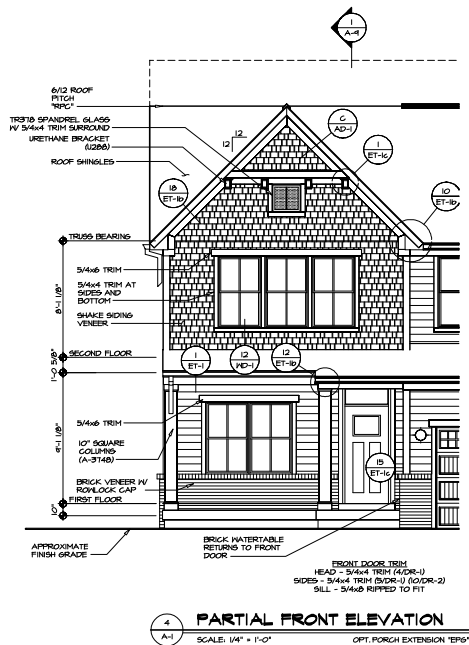 1
A-9
6/12 ROOF
PITCH
"RPC"
TR3718 SPANDREL GLASS
W/ 5/4x4 TRIM SURROUND
URETHANE BRACKET
(U288)
ROOF SHINGLES
12
12
C
AD-1
1
ET-1c
18
ET-1b
10
ET-1b
TRUSS BEARING
5/4x6 TRIM
5/4x4 TRIM AT
SIDES AND
BOTTOM
SHAKE SIDING
VENEER
8'-1 1/8"
SECOND FLOOR
1'-0 5/8"
1
ET-1
12
WD-1
12
ET-1b
5/4x6 TRIM
10" SQUARE
COLUMNS
(A-3T48)
9'-1 1/8"
15
ET-1c
BRICK VENEER W/
ROWLOCK CAP
FIRST FLOOR
10"
APPROXIMATE
FINISH GRADE
BRICK WATERTABLE
RETURNS TO FRONT
DOOR
FRONT DOOR TRIM
HEAD - 5/4x4 TRIM (4/DR-1)
SIDES - 5/4x4 TRIM (5/DR-1) (10/DR-2)
SILL - 5/4x8 RIPPED TO FIT
4
A-1
PARTIAL FRONT ELEVATION
SCALE: 1/4" = 1'-0"
OPT. PORCH EXTENSION "EPG"